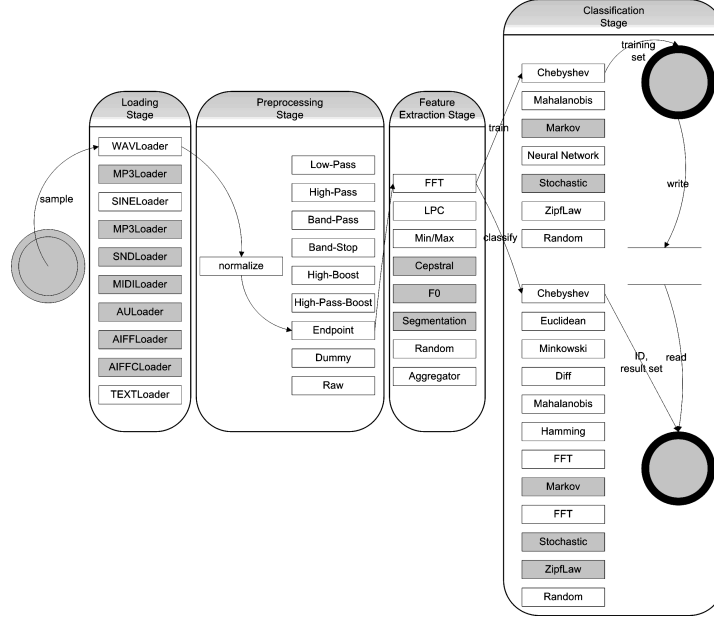 Classification
Stage
training
set
Chebyshev
Mahalanobis
Markov
Neural Network
Stochastic
ZipfLaw
Random
train
write
Loading
Stage
WAVLoader
MP3Loader
SINELoader
MP3Loader
SNDLoader
MIDILoader
AULoader
AIFFLoader
AIFFCLoader
TEXTLoader
sample
Preprocessing
Stage
normalize
Low-Pass
High-Pass
Band-Pass
Band-Stop
High-Boost
High-Pass-Boost
Endpoint
Dummy
Raw
Feature
Extraction Stage
FFT
LPC
Min/Max
Cepstral
F0
Segmentation
Random
Aggregator
classify
Chebyshev
Euclidean
Minkowski
Diff
Mahalanobis
Hamming
FFT
Markov
FFT
Stochastic
ZipfLaw
Random
ID,
result set
read